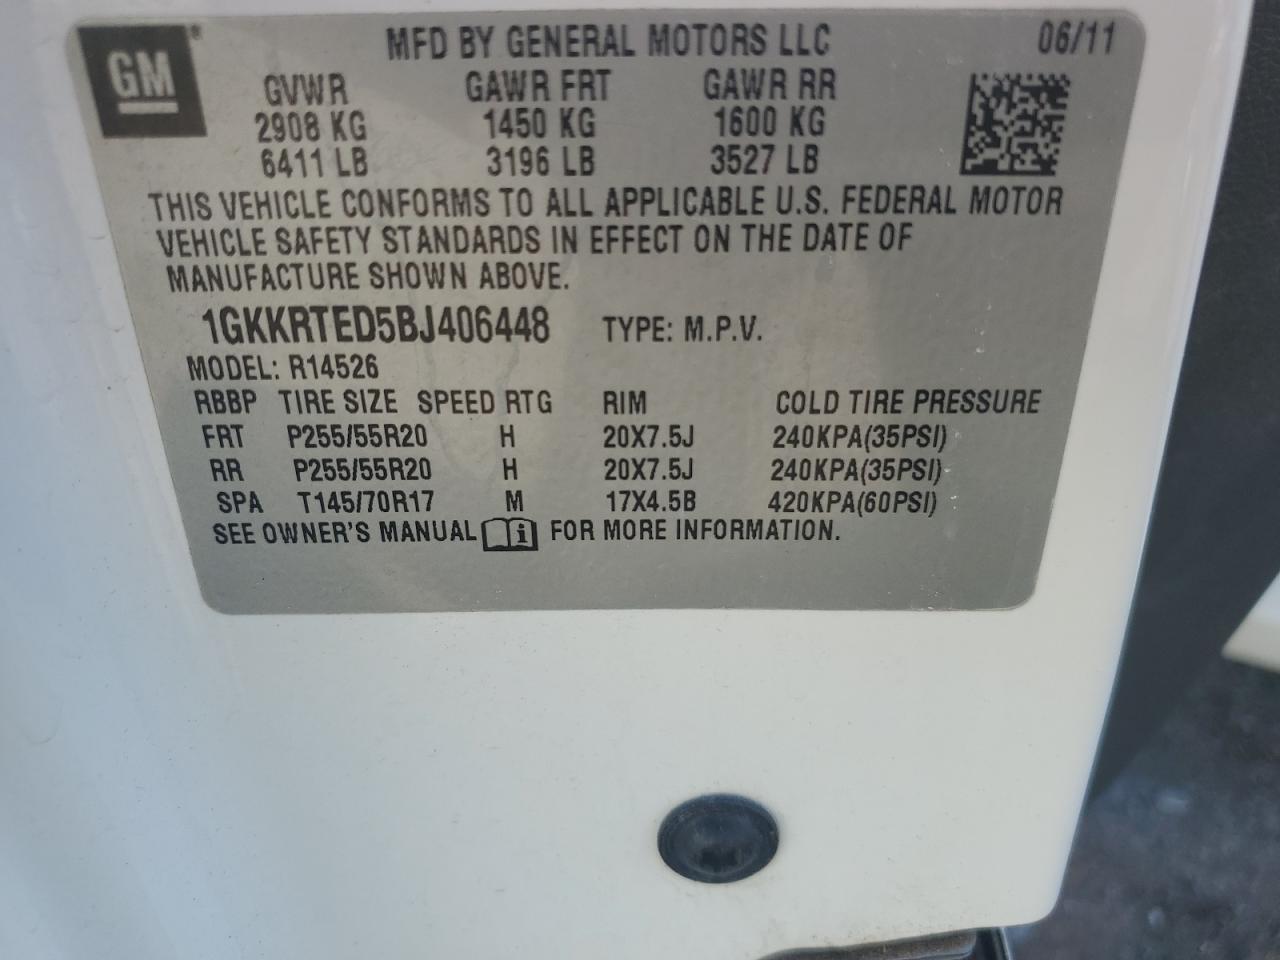 GM ®
MFD BY GENERAL MOTORS LLC 06/11
GVWR GAWR FRT GAWR RR
2908 KG 1450 KG 1600 KG
6411 LB 3196 LB 3527 LB
THIS VEHICLE CONFORMS TO ALL APPLICABLE U.S. FEDERAL MOTOR
VEHICLE SAFETY STANDARDS IN EFFECT ON THE DATE OF
MANUFACTURE SHOWN ABOVE.
1GKKRTED5BJ406448 TYPE: M.P.V.
MODEL: R14526
RBBP TIRE SIZE SPEED RTG RIM COLD TIRE PRESSURE
FRT P255/55R20 H 20X7.5J 240KPA(35PSI)
RR P255/55R20 H 20X7.5J 240KPA(35PSI)
SPA T145/70R17 M 17X4.5B 420KPA(60PSI)
SEE OWNER'S MANUAL i FOR MORE INFORMATION.